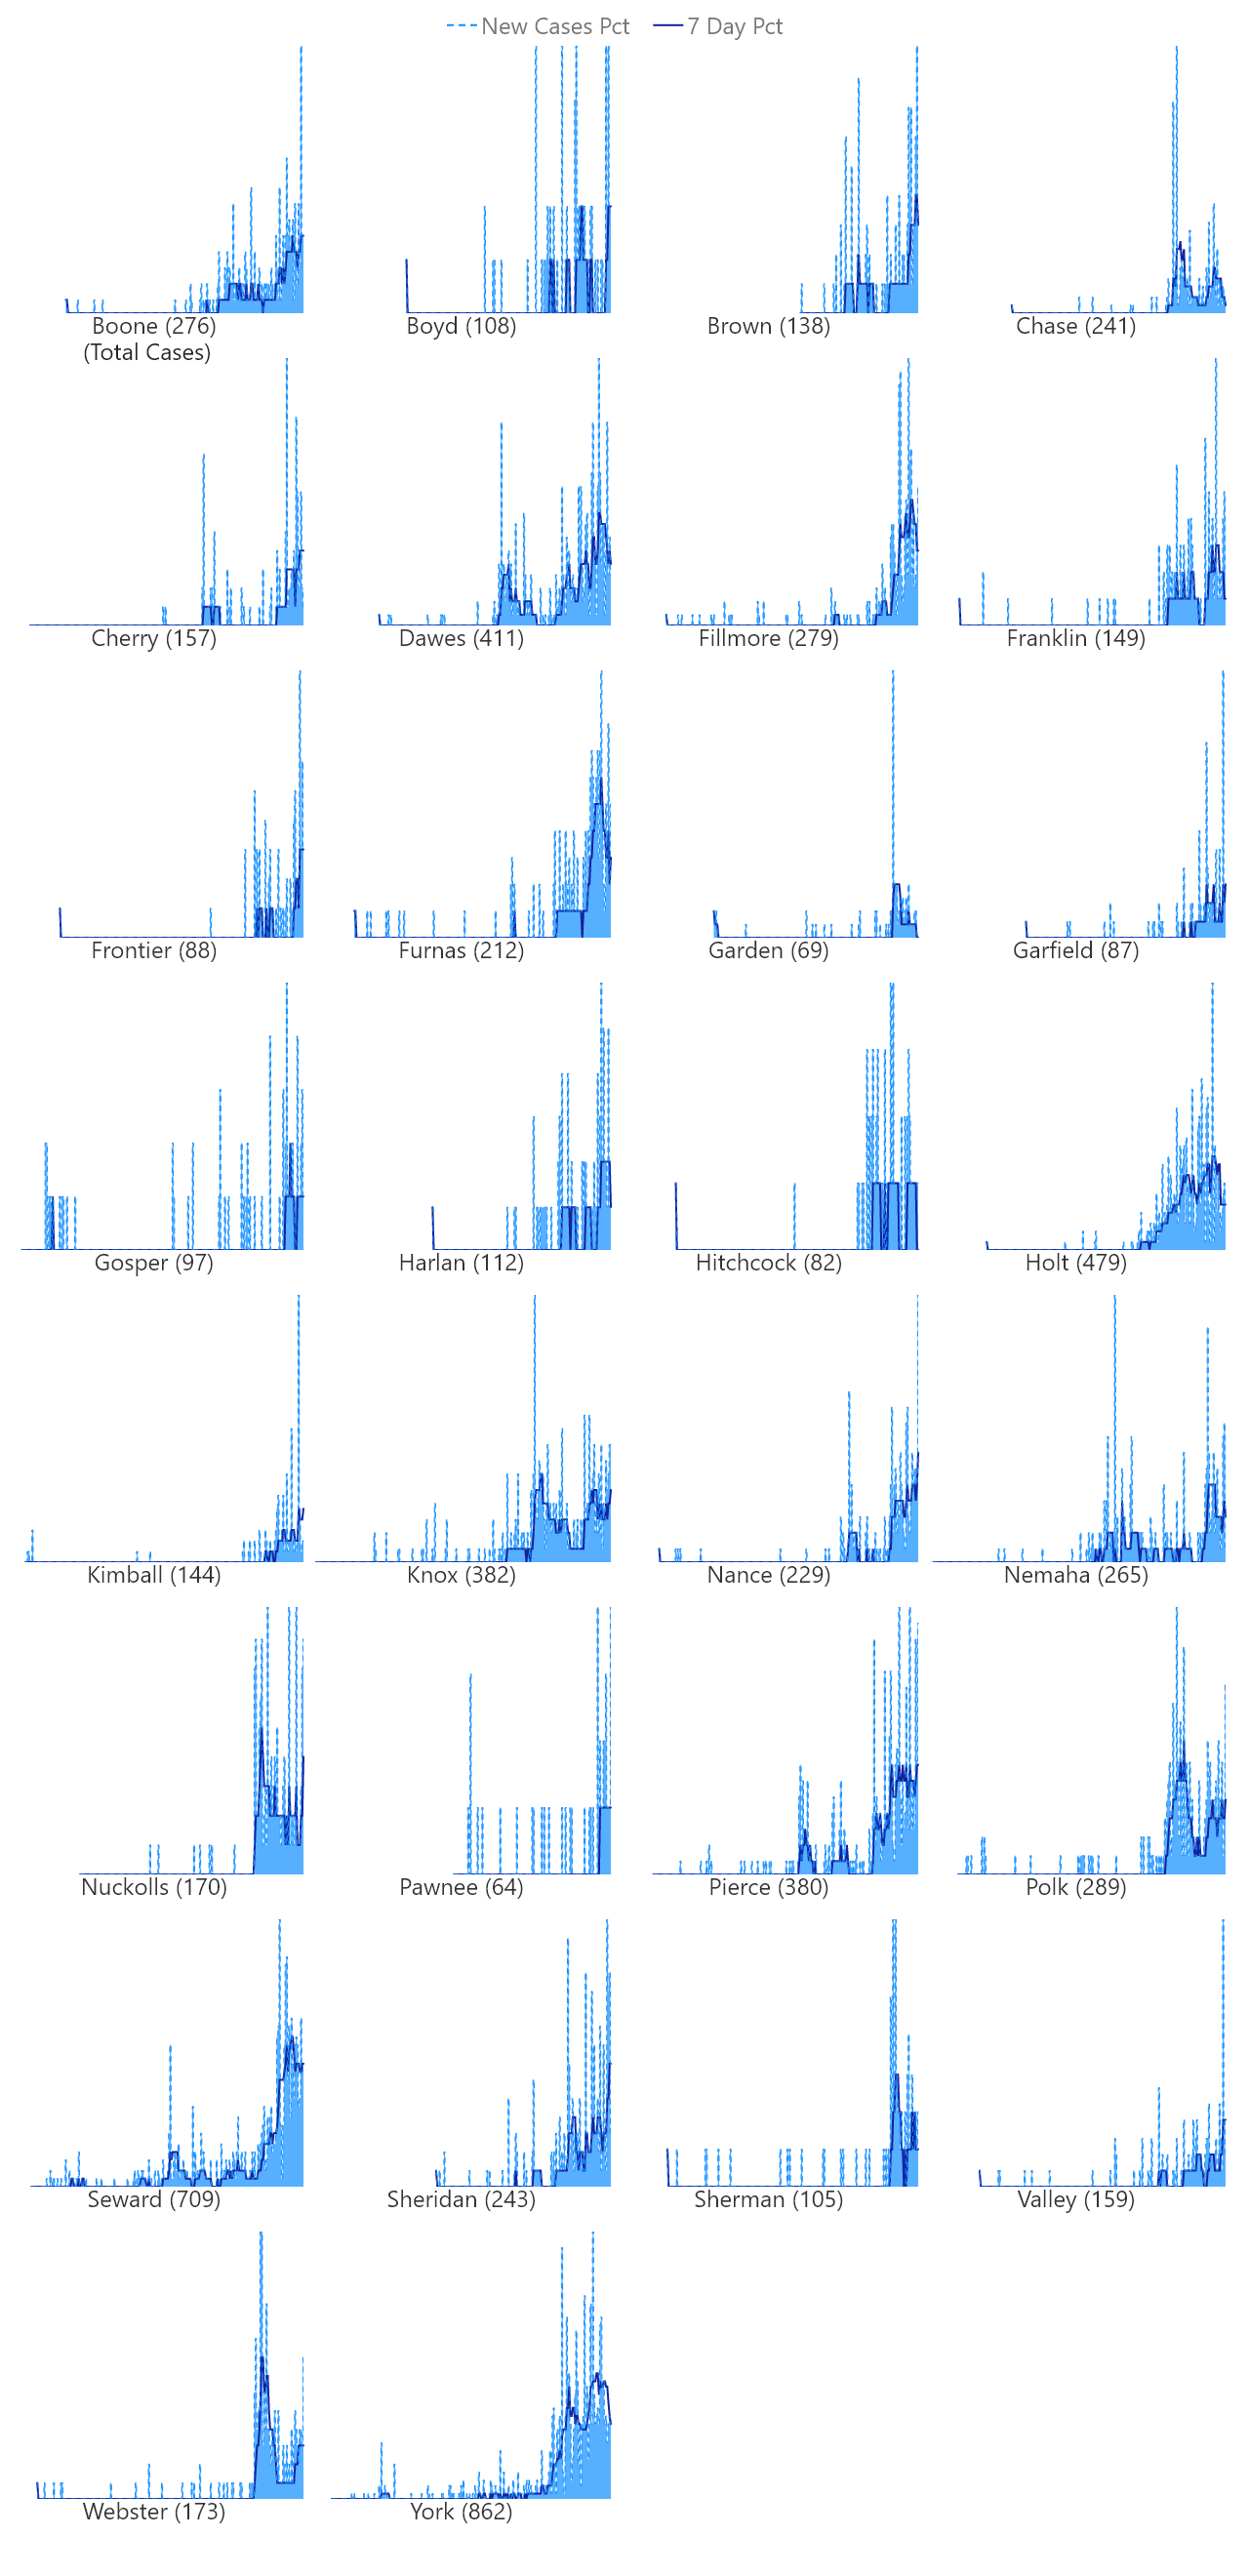 New Cases Pct 7 Day Pct
Boone (276) Boyd (108) Brown (138) Chase (241)
(Total Cases)
Cherry (157) Dawes (411) Fillmore (279) Franklin (149)
Frontier (88) Furnas (212) Garden (69) Garfield (87)
Gosper (97) Harlan (112) Hitchcock (82) Holt (479)
Kimball (144) Knox (382) Nance (229) Nemaha (265)
Nuckolls (170) Pawnee (64) Pierce (380) Polk (289)
Seward (709) Sheridan (243) Sherman (105) Valley (159)
Webster (173) York (862)